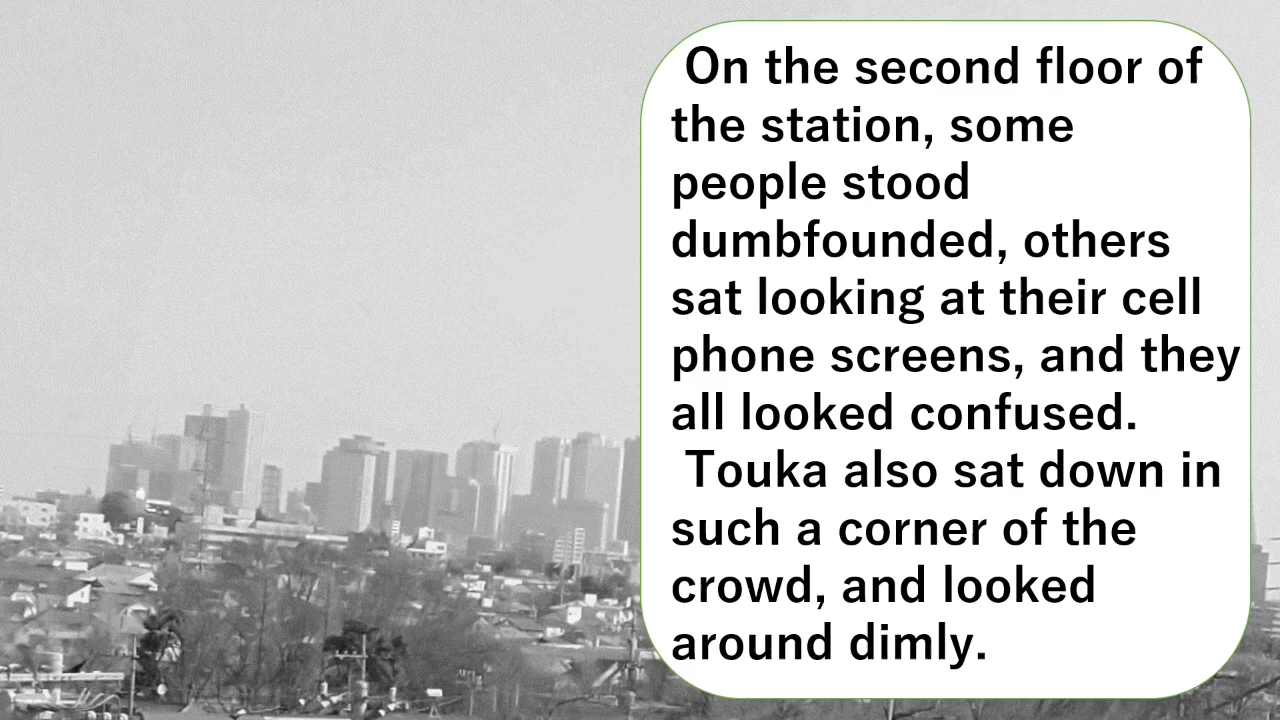 On the second floor of
the station, some
people stood
dumbfounded, others
sat looking at their cell
phone screens, and they
all looked confused.
Touka also sat down in
such a corner of the
crowd, and looked
around dimly.